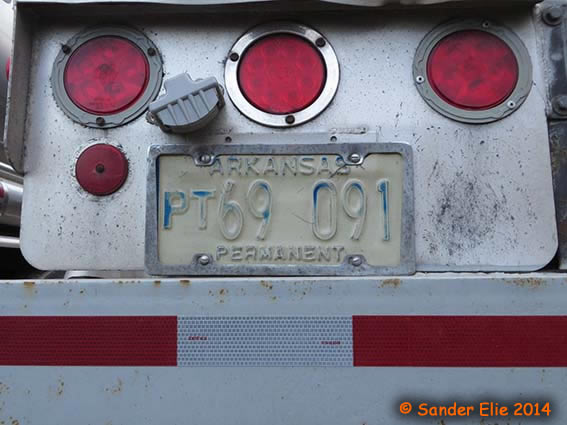 ARKANSAS
PT69 091
PERMANENT
© Sander Elie 2014